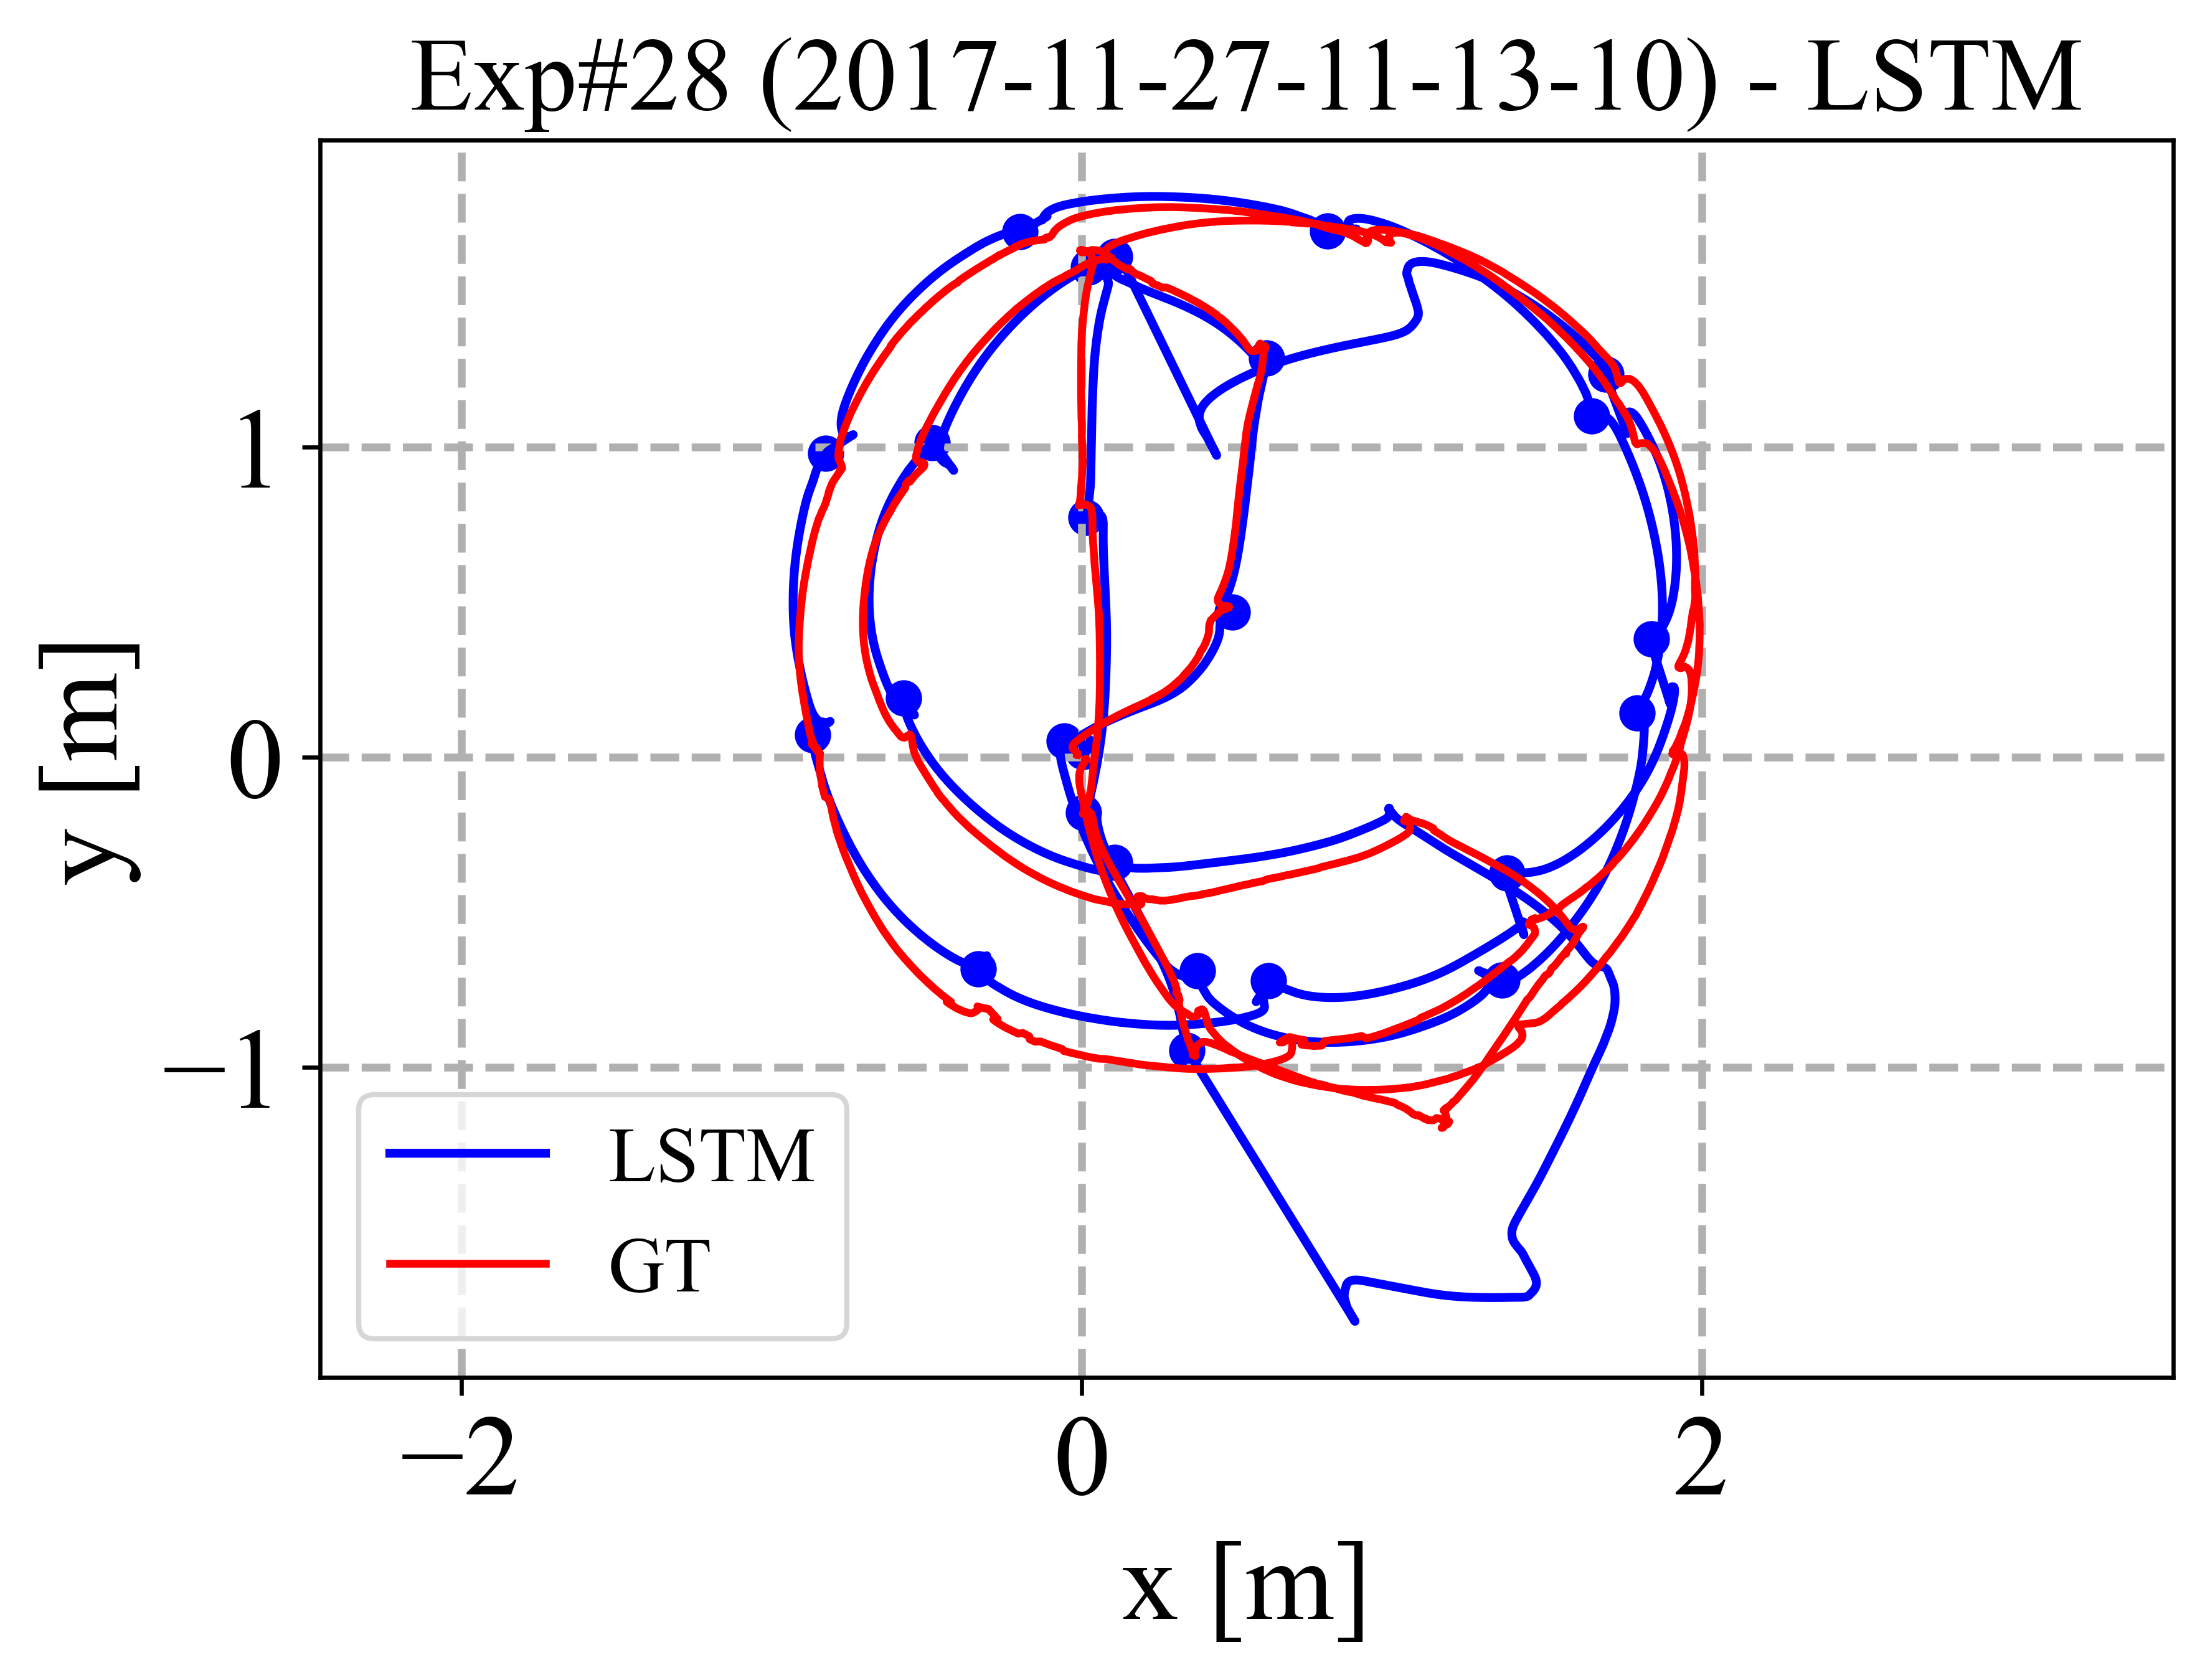 Exp#28 (2017-11-27-11-13-10) - LSTM
y [m]
1
0
−1
LSTM
GT
−2
0
2
x [m]